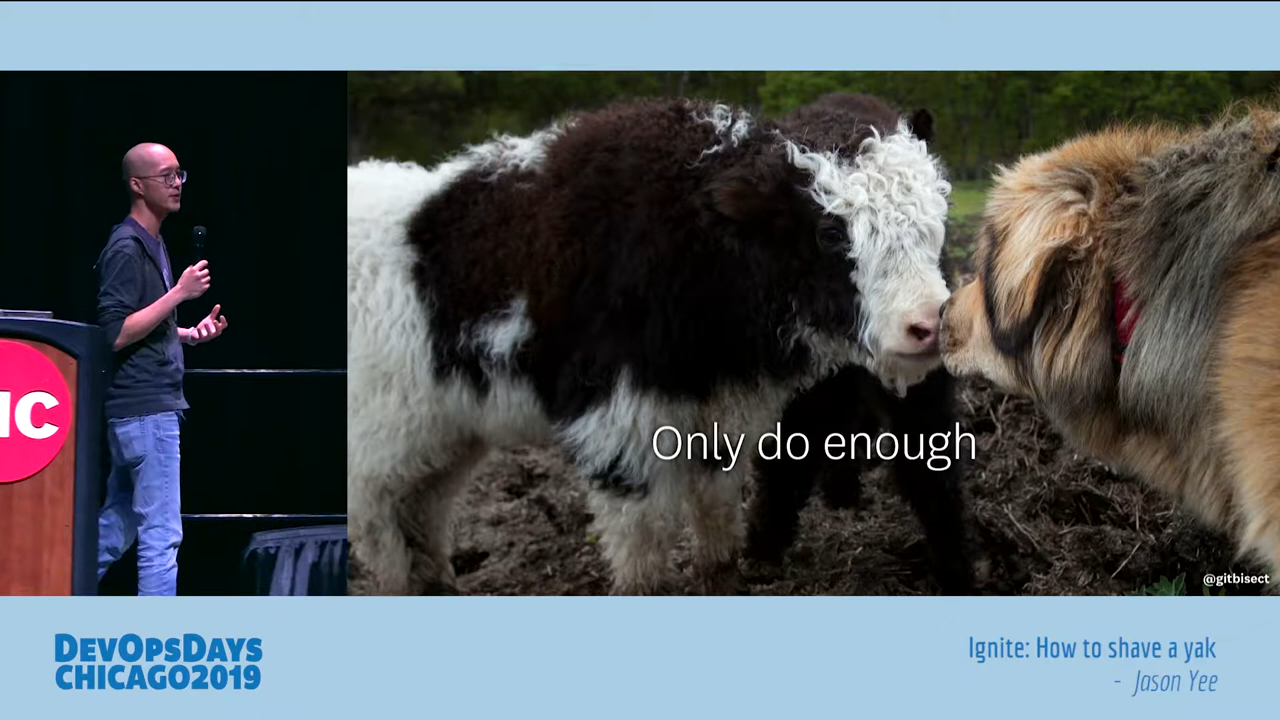 IC
Only do enough
@gitbisect
DEVOPSDAYS
CHICAGO2019
Ignite: How to shave a yak
- Jason Yee